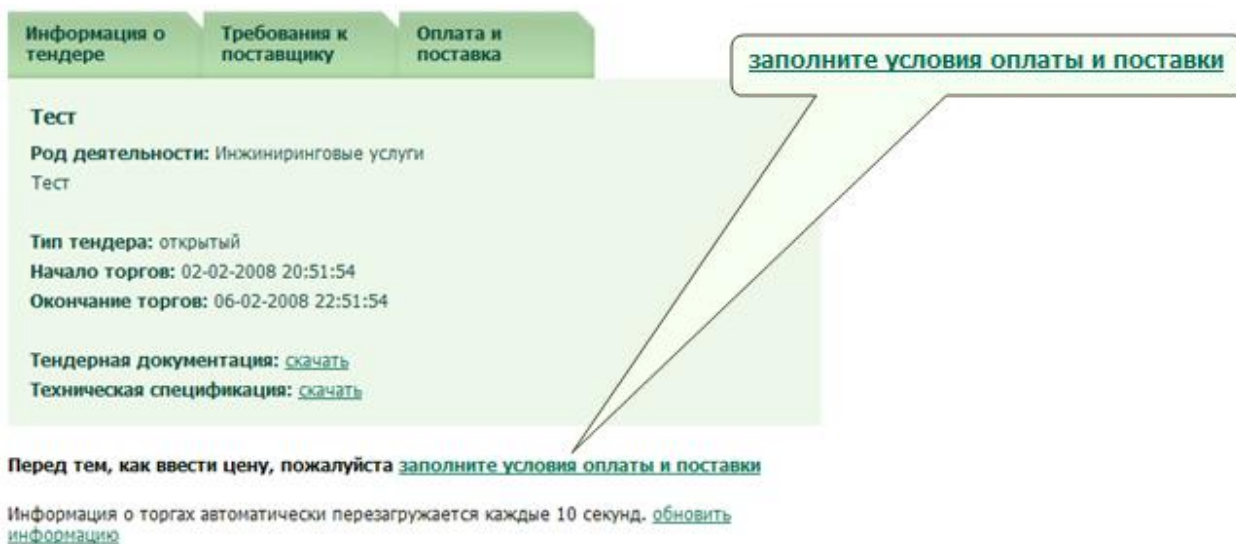 Информация о
тендере
Требования к
поставщику
Оплата и
поставка
заполните условия оплаты и поставки
Тест
Род деятельности: Инжиниринговые услуги
Тест
Тип тендера: открытый
Начало торгов: 02-02-2008 20:51:54
Окончание торгов: 06-02-2008 22:51:54
Тендерная документация: скачать
Техническая спецификация: скачать
Перед тем, как ввести цену, пожалуйста заполните условия оплаты и поставки
Информация о торгах автоматически перезагружается каждые 10 секунд. обновить
информацию